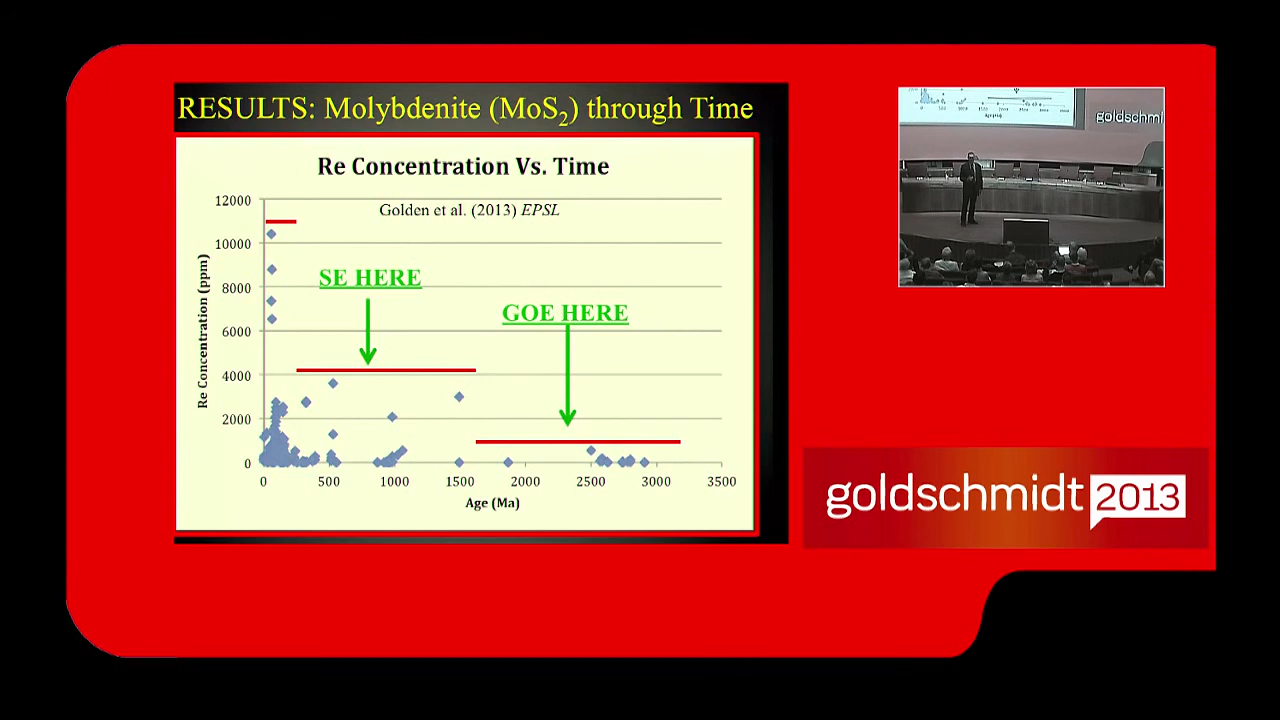 RESULTS: Molybdenite (MoS2) through Time
Re Concentration Vs. Time
Golden et al. (2013) EPSL
12000
10000
8000
6000
4000
2000
0
Re Concentration (ppm)
SE HERE
GOE HERE
0 500 1000 1500 2000 2500 3000 3500
Age (Ma)
goldschmi
goldschmidt 2013